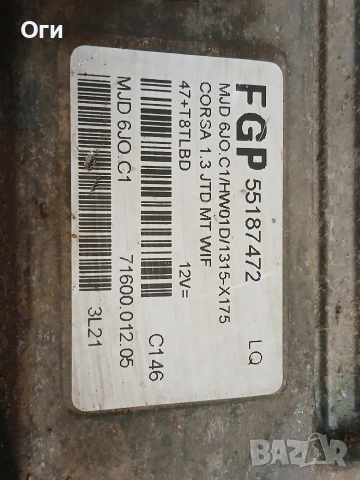 Оги
FGP 55187472 LQ
MJD 6JO.C1/HW01D/1315-X175
CORSA 1.3 JTD MT WIF
47+T8TLBD 12V= C146
MJD 6JO.C1 71600.012.05
3L21
BAZAR